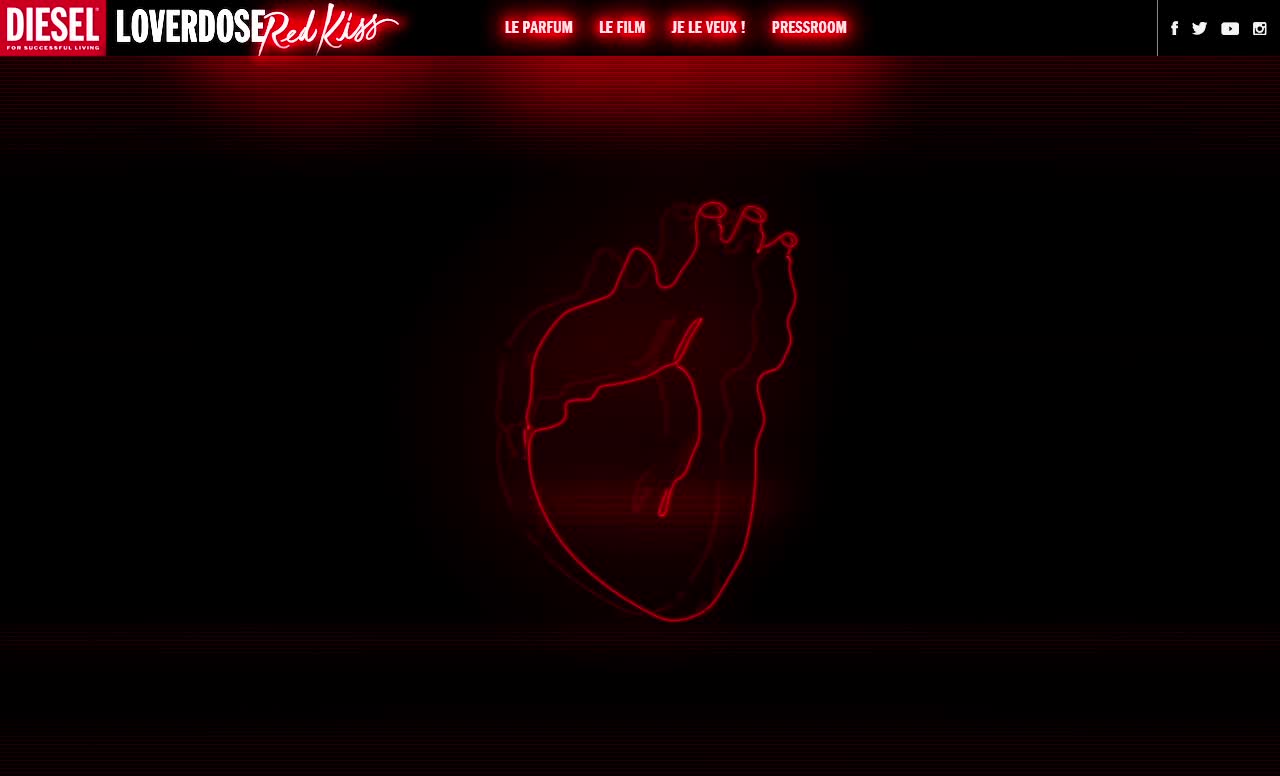 DIESEL
FOR SUCCESSFUL LIVING
LOVERDOSE Red Kiss
LE PARFUM LE FILM JE LE VEUX ! PRESSROOM